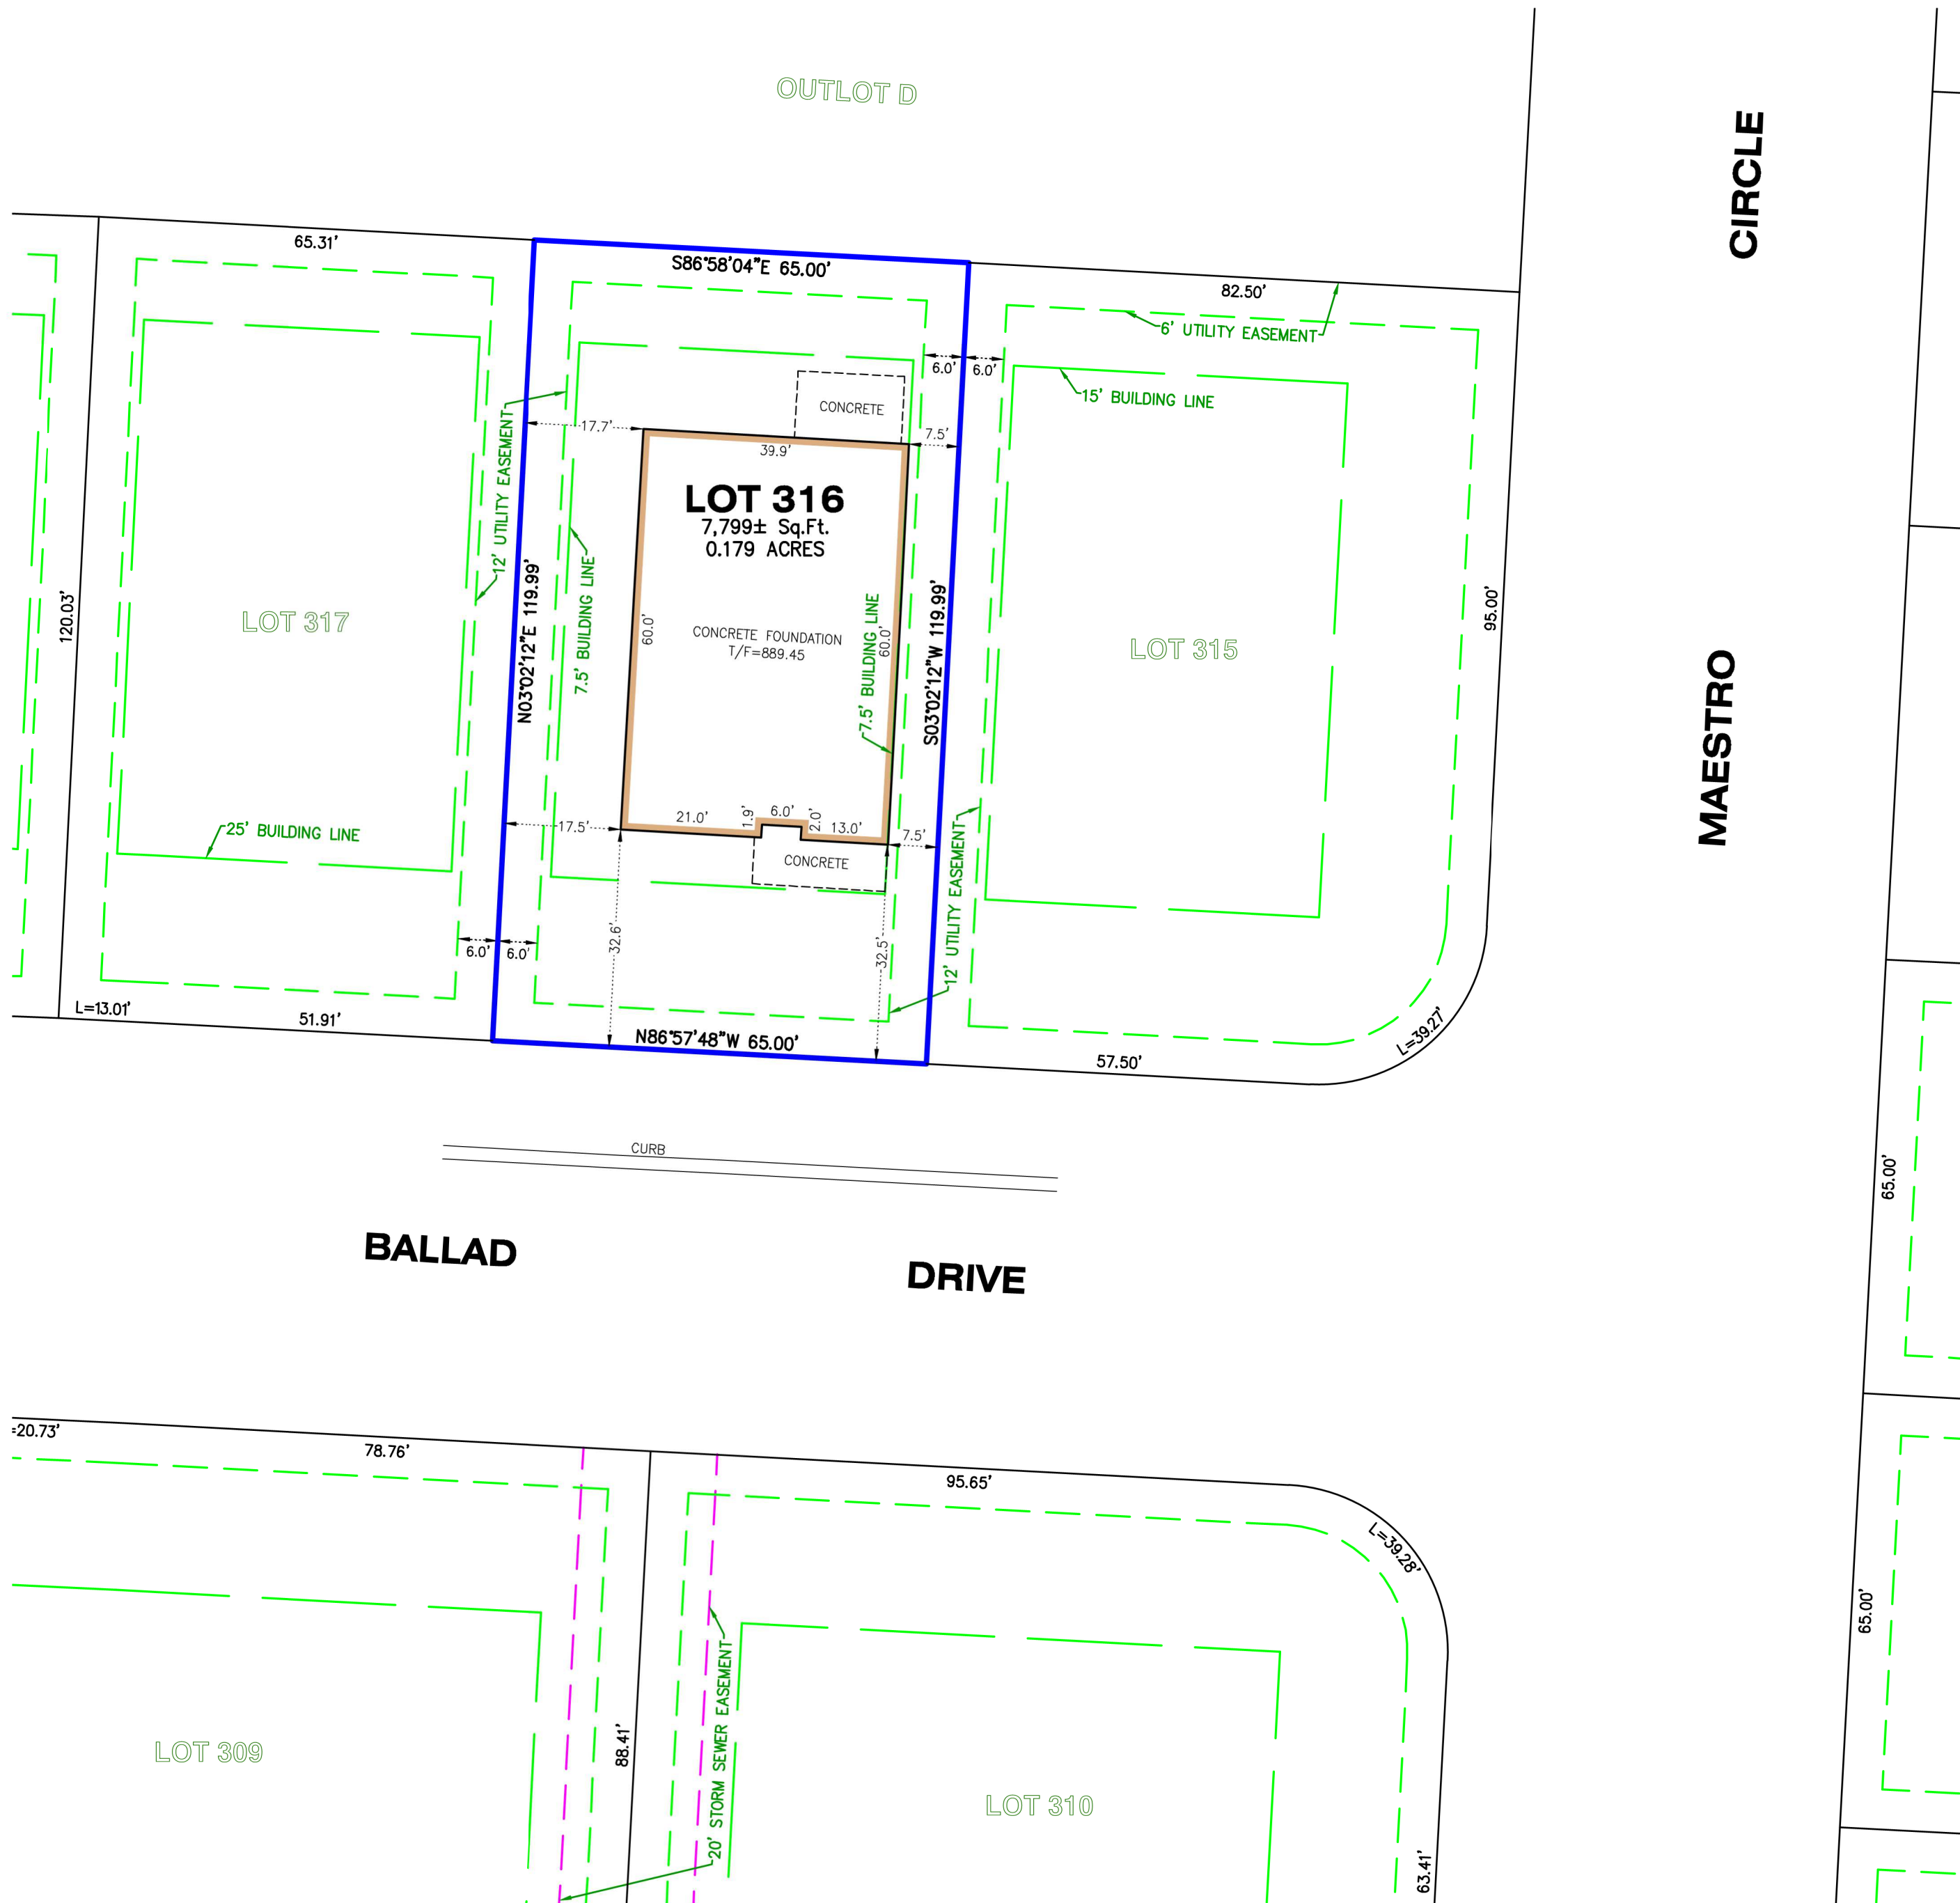 OUTLOT D
CIRCLE
65.31'
S86°58'04"E 65.00'
82.50'
6' UTILITY EASEMENT
6.0'
6.0'
15' BUILDING LINE
CONCRETE
17.7'
7.5'
39.9'
12' UTILITY EASEMENT
LOT 316
7,799± Sq.Ft.
0.179 ACRES
120.03'
LOT 317
N03°02'12"E 119.99'
7.5' BUILDING LINE
60.0'
CONCRETE FOUNDATION
T/F=889.45
7.5' BUILDING LINE
60.0'
S03°02'12"W 119.99'
LOT 315
95.00'
MAESTRO
25' BUILDING LINE
17.5'
21.0'
1.9'
6.0'
2.0'
13.0'
7.5'
CONCRETE
12' UTILITY EASEMENT
6.0'
6.0'
32.6'
32.5'
L=13.01'
51.91'
N86°57'48"W 65.00'
57.50'
L=39.27'
CURB
65.00'
BALLAD DRIVE
=20.73'
78.76'
95.65'
L=39.28'
65.00'
20' STORM SEWER EASEMENT
88.41'
LOT 309
LOT 310
63.41'